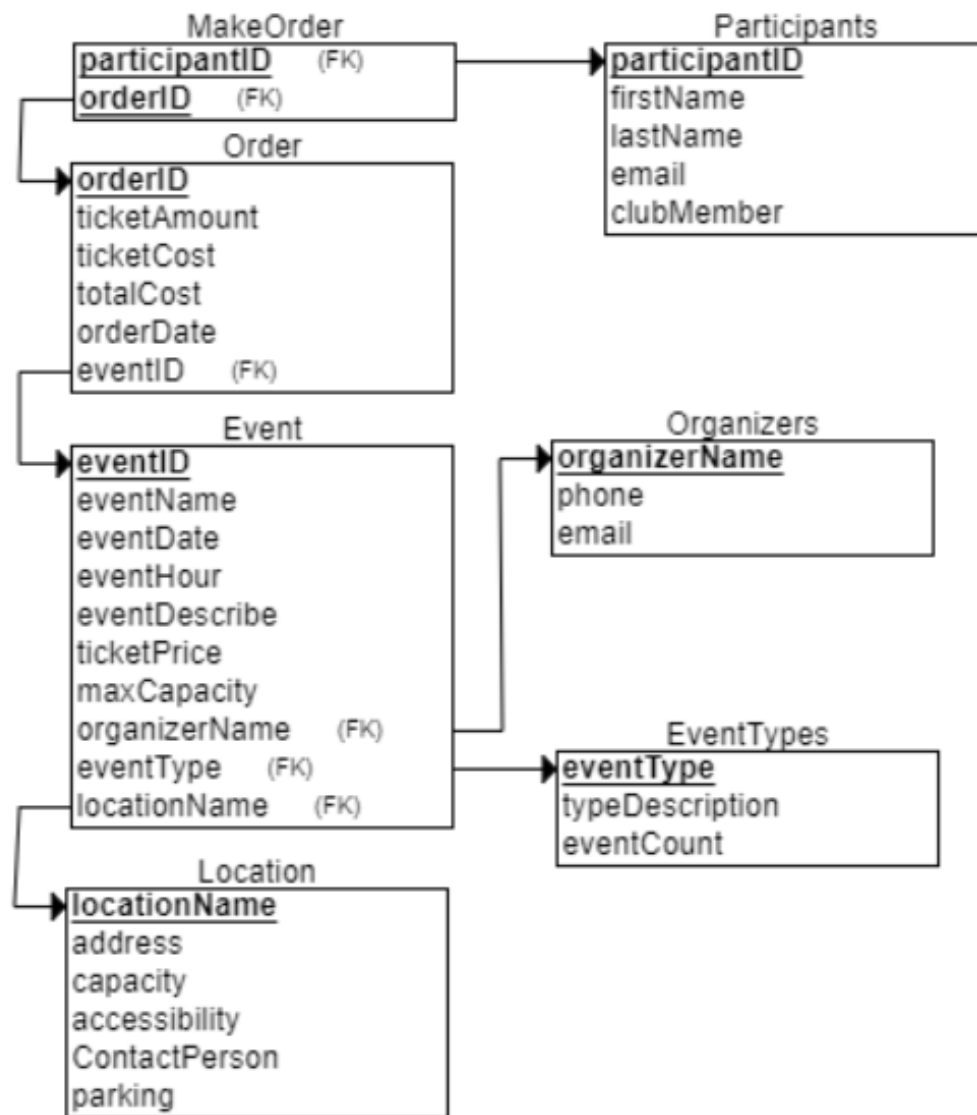 MakeOrder
participantID (FK)
orderID (FK)
Participants
participantID
firstName
lastName
email
clubMember
Order
orderID
ticketAmount
ticketCost
totalCost
orderDate
eventID (FK)
Event
eventID
eventName
eventDate
eventHour
eventDescribe
ticketPrice
maxCapacity
organizerName (FK)
eventType (FK)
locationName (FK)
Organizers
organizerName
phone
email
EventTypes
eventType
typeDescription
eventCount
Location
locationName
address
capacity
accessibility
ContactPerson
parking